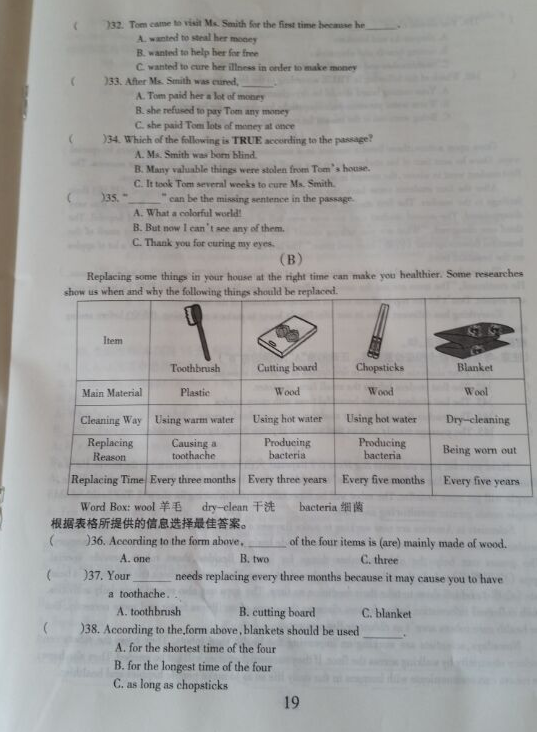 (    )32. Tom came to visit Ms. Smith for the first time because he______.
A. wanted to steal her money
B. wanted to help her for free
C. wanted to cure her illness in order to make money
(    )33. After Ms. Smith was cured, ______.
A. Tom paid her a lot of money
B. she refused to pay Tom any money
C. she paid Tom lots of money at once
(    )34. Which of the following is TRUE according to the passage?
A. Ms. Smith was born blind.
B. Many valuable things were stolen from Tom's house.
C. It took Tom several weeks to cure Ms. Smith.
(    )35. "______" can be the missing sentence in the passage.
A. What a colorful world!
B. But now I can't see any of them.
C. Thank you for curing my eyes.
(B)
Replacing some things in your house at the right time can make you healthier. Some researches
show us when and why the following things should be replaced.
Item Toothbrush Cutting board Chopsticks Blanket
Main Material Plastic Wood Wood Wool
Cleaning Way Using warm water Using hot water Using hot water Dry-cleaning
Replacing Reason Causing a toothache Producing bacteria Producing bacteria Being worn out
Replacing Time Every three months Every three years Every five months Every five years
Word Box: wool 羊毛 dry-clean 干洗 bacteria 细菌
根据表格所提供的信息选择最佳答案。
(    )36. According to the form above, ______ of the four items is (are) mainly made of wood.
A. one B. two C. three
(    )37. Your ______ needs replacing every three months because it may cause you to have
a toothache.
A. toothbrush B. cutting board C. blanket
(    )38. According to the form above, blankets should be used ______.
A. for the shortest time of the four
B. for the longest time of the four
C. as long as chopsticks
19